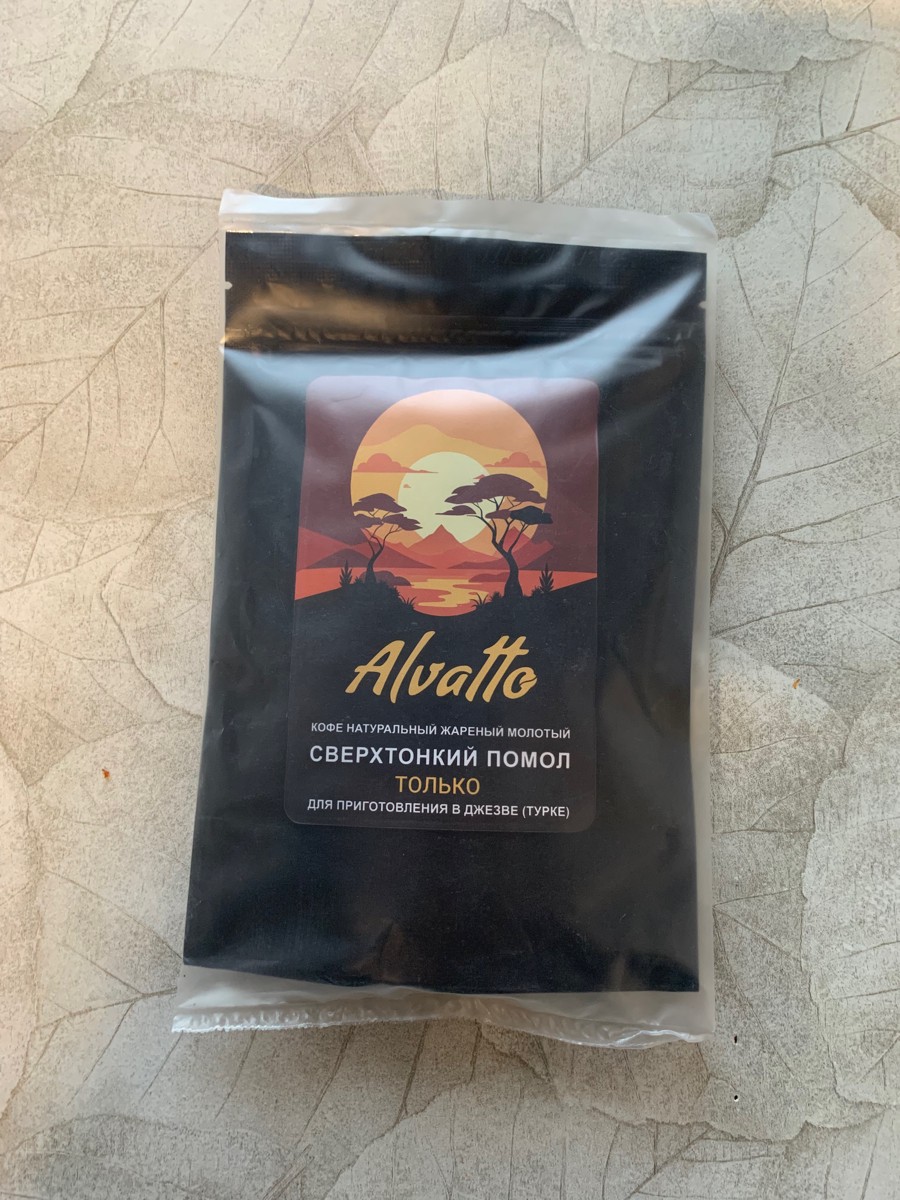 Alvatto
КОФЕ НАТУРАЛЬНЫЙ ЖАРЕНЫЙ МОЛОТЫЙ
СВЕРХТОНКИЙ ПОМОЛ
ТОЛЬКО
ДЛЯ ПРИГОТОВЛЕНИЯ В ДЖЕЗВЕ (ТУРКЕ)